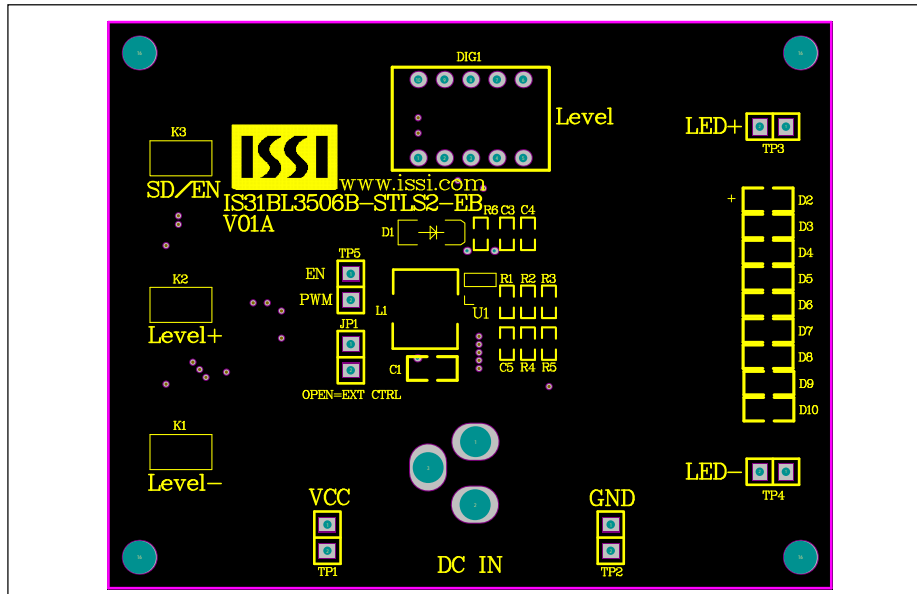 DIG1
Level
LED+
TP3
K3
SD/EN
ISSI
www.issi.com
IS31BL3506B-STLS2-EB
V01A
R6 C3 C4
D1
+
D2
D3
D4
D5
D6
D7
D8
D9
D10
TP5
EN
PWM
K2
Level+
L1
U1
R1 R2 R3
JP1
C1
C5 R4 R5
OPEN=EXT CTRL
K1
Level-
LED-
TP4
VCC
TP1
DC IN
GND
TP2